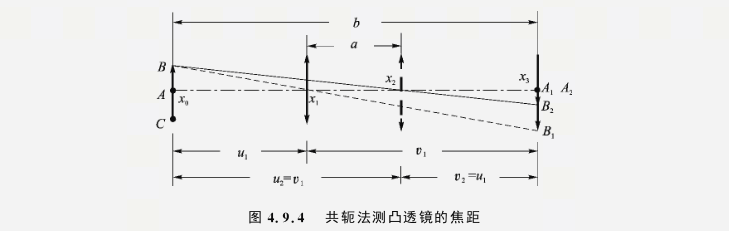 b
a
B
x₂
x₃
A x₀ x₁ A₁ A₂
B₂
C
B₁
u₁ v₁
u₂=v₁ v₂=u₁
图 4.9.4 共轭法测凸透镜的焦距